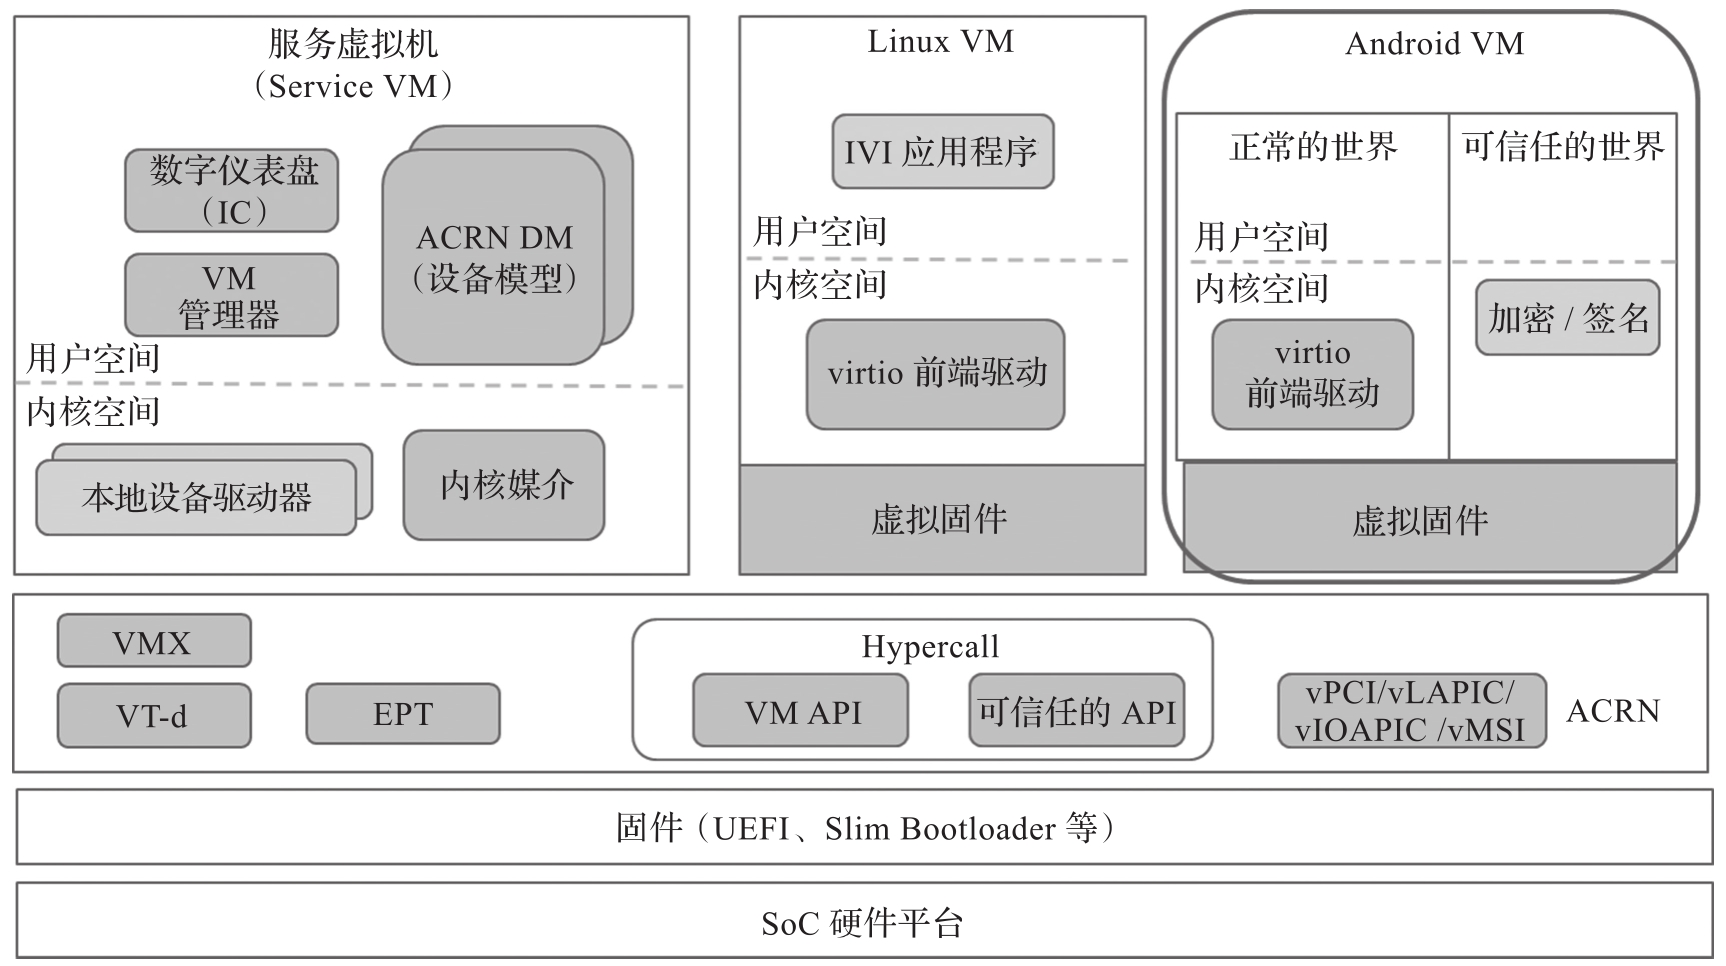 服务虚拟机
（Service VM）
数字仪表盘
（IC）
VM
管理器
ACRN DM
（设备模型）
用户空间
内核空间
本地设备驱动器
内核媒介
Linux VM
IVI 应用程序
用户空间
内核空间
virtio 前端驱动
虚拟固件
Android VM
正常的世界
可信任的世界
用户空间
内核空间
virtio
前端驱动
加密 / 签名
虚拟固件
VMX
VT-d
EPT
Hypercall
VM API
可信任的 API
vPCI/vLAPIC/
vIOAPIC /vMSI
ACRN
固件（UEFI、Slim Bootloader 等）
SoC 硬件平台